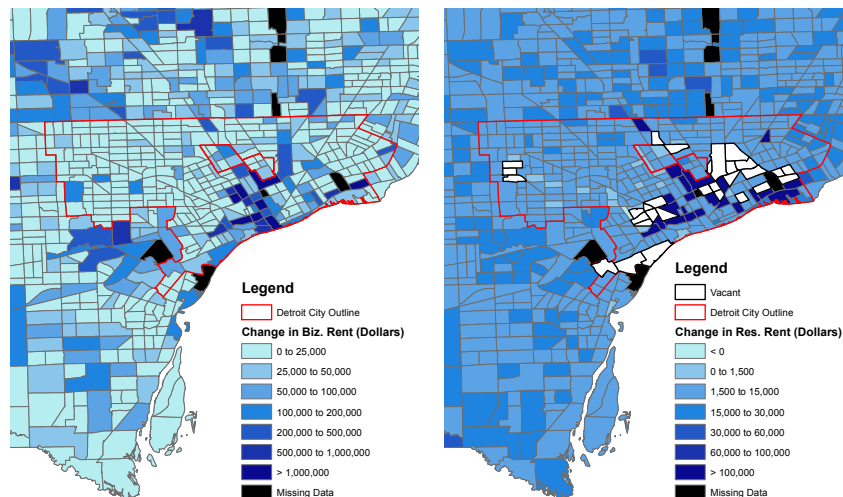 Legend
Detroit City Outline
Change in Biz. Rent (Dollars)
0 to 25,000
25,000 to 50,000
50,000 to 100,000
100,000 to 200,000
200,000 to 500,000
500,000 to 1,000,000
> 1,000,000
Missing Data
Legend
Vacant
Detroit City Outline
Change in Res. Rent (Dollars)
< 0
0 to 1,500
1,500 to 15,000
15,000 to 30,000
30,000 to 60,000
60,000 to 100,000
> 100,000
Missing Data